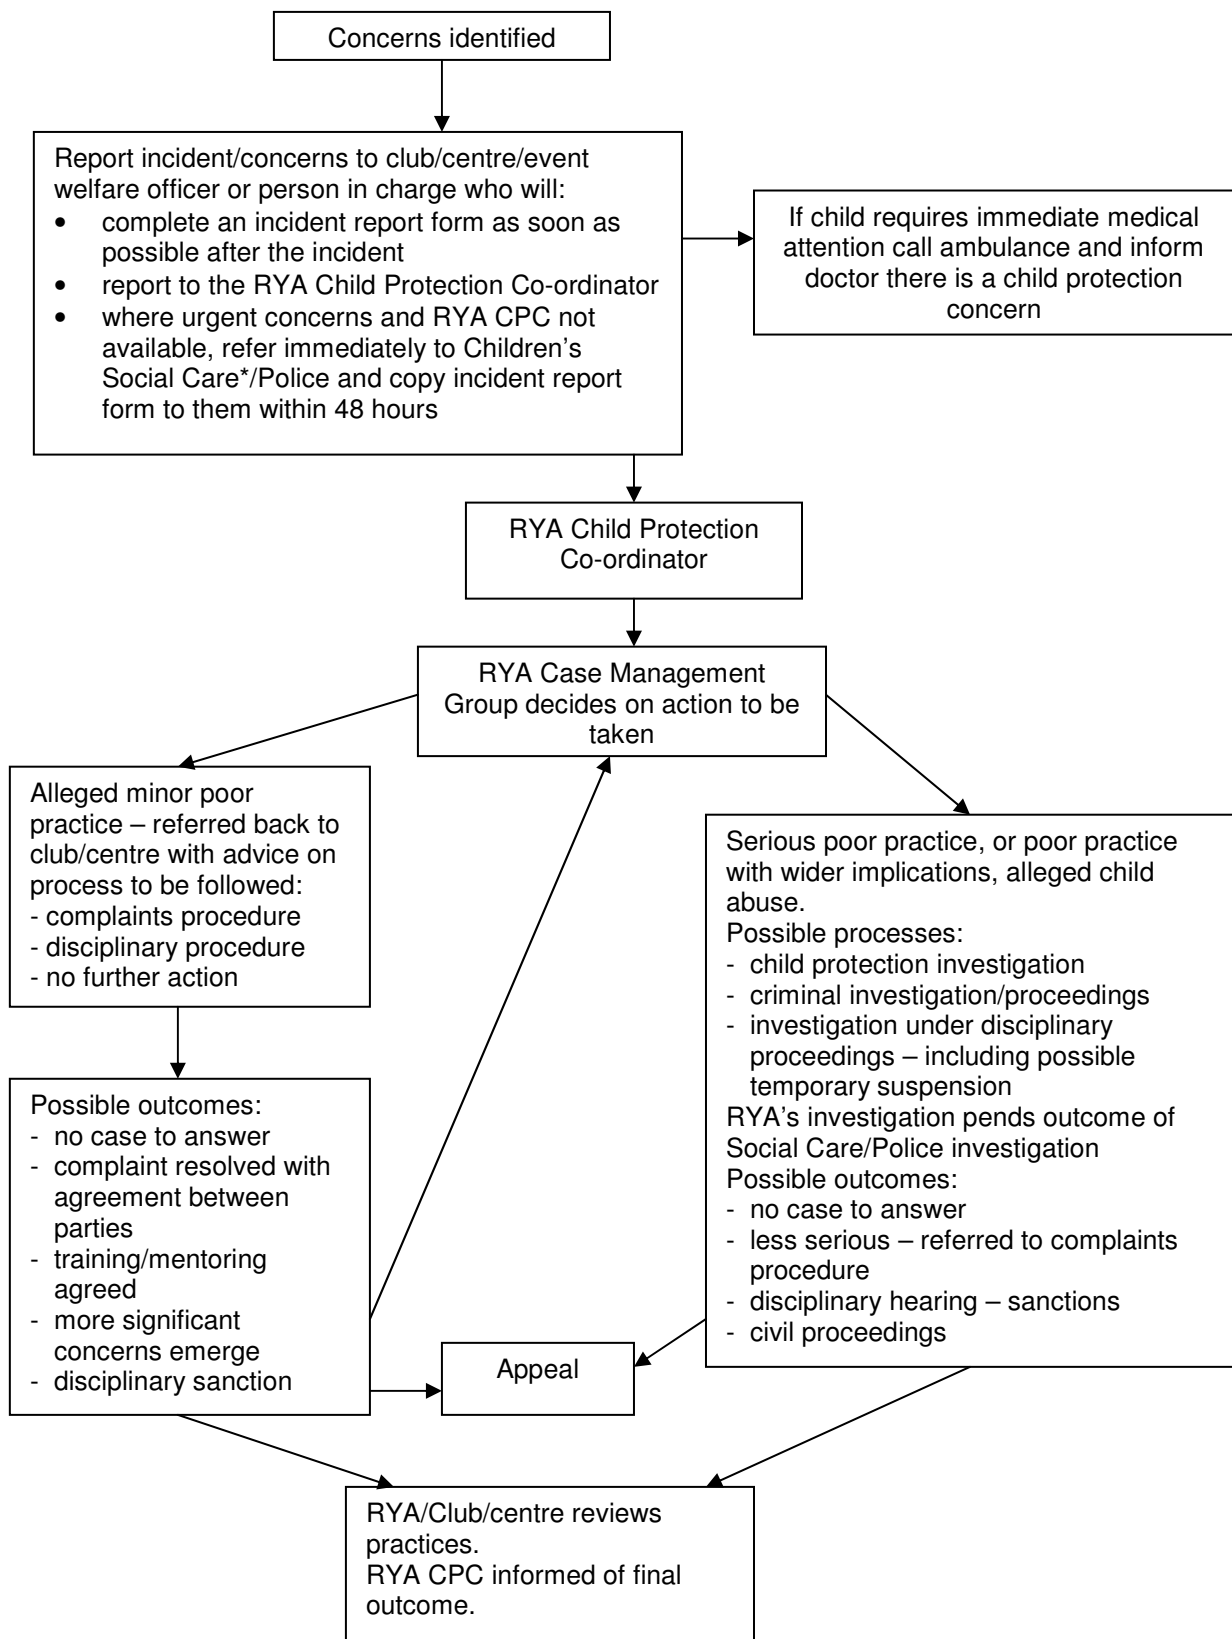 Concerns identified
Report incident/concerns to club/centre/event
welfare officer or person in charge who will:
• complete an incident report form as soon as
possible after the incident
• report to the RYA Child Protection Co-ordinator
• where urgent concerns and RYA CPC not
available, refer immediately to Children’s
Social Care*/Police and copy incident report
form to them within 48 hours
If child requires immediate medical
attention call ambulance and inform
doctor there is a child protection
concern
RYA Child Protection
Co-ordinator
RYA Case Management
Group decides on action to be
taken
Alleged minor poor
practice – referred back to
club/centre with advice on
process to be followed:
- complaints procedure
- disciplinary procedure
- no further action
Serious poor practice, or poor practice
with wider implications, alleged child
abuse.
Possible processes:
- child protection investigation
- criminal investigation/proceedings
- investigation under disciplinary
proceedings – including possible
temporary suspension
RYA’s investigation pends outcome of
Social Care/Police investigation
Possible outcomes:
- no case to answer
- less serious – referred to complaints
procedure
- disciplinary hearing – sanctions
- civil proceedings
Possible outcomes:
- no case to answer
- complaint resolved with
agreement between
parties
- training/mentoring
agreed
- more significant
concerns emerge
- disciplinary sanction
Appeal
RYA/Club/centre reviews
practices.
RYA CPC informed of final
outcome.